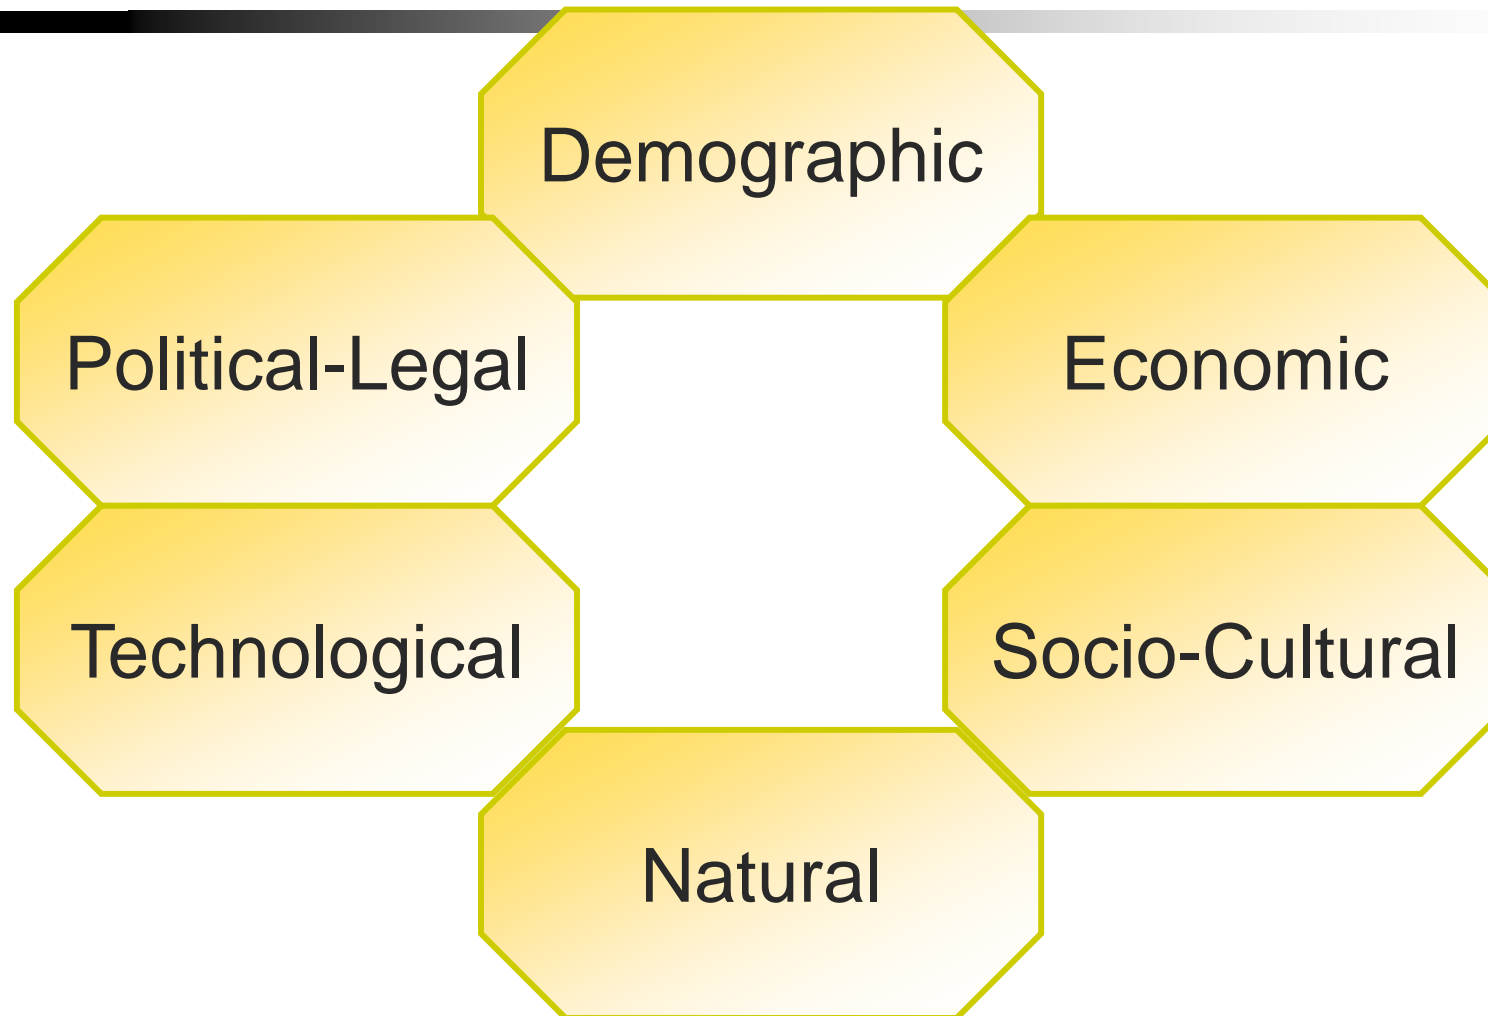 Demographic
Political-Legal
Economic
Technological
Socio-Cultural
Natural